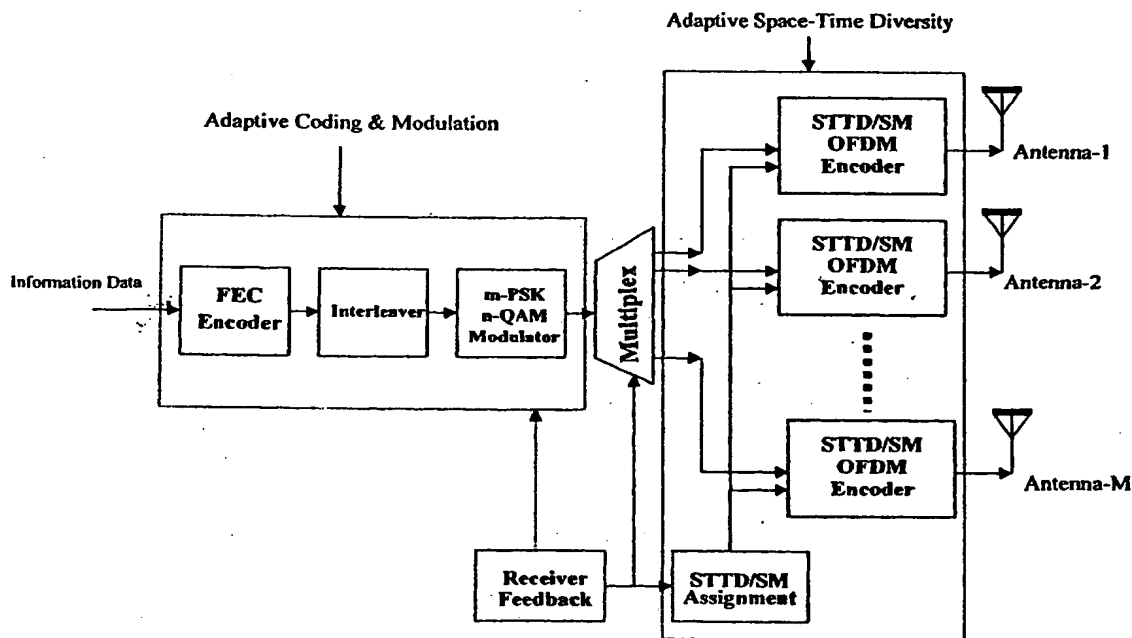 Adaptive Space-Time Diversity
Adaptive Coding & Modulation
STTD/SM
OFDM
Encoder
Antenna-1
STTD/SM
OFDM
Encoder
Antenna-2
Information Data
FEC
Encoder
Interleaver
m-PSK
n-QAM
Modulator
Multiplex
STTD/SM
OFDM
Encoder
Antenna-M
Receiver
Feedback
STTD/SM
Assignment